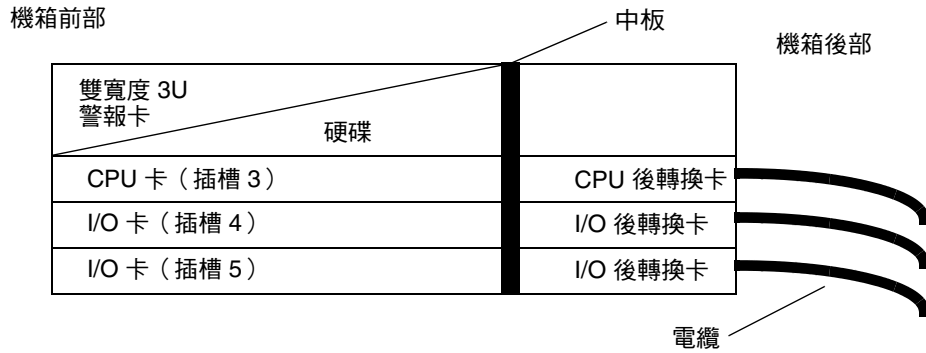 機箱前部
中板
機箱後部
雙寬度 3U
警報卡
硬碟
CPU 卡（插槽 3）
CPU 後轉換卡
I/O 卡（插槽 4）
I/O 後轉換卡
I/O 卡（插槽 5）
I/O 後轉換卡
電纜